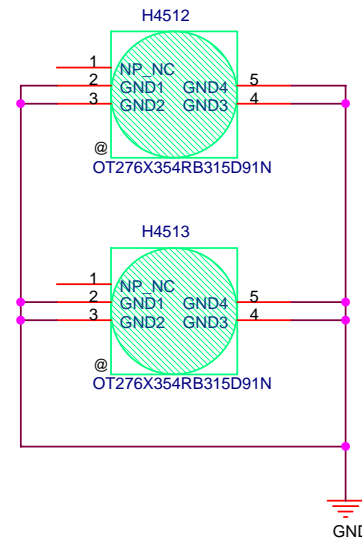 H4512
1 NP_NC
2 GND1 GND4 5
3 GND2 GND3 4
@
OT276X354RB315D91N
H4513
1 NP_NC
2 GND1 GND4 5
3 GND2 GND3 4
@
OT276X354RB315D91N
GND